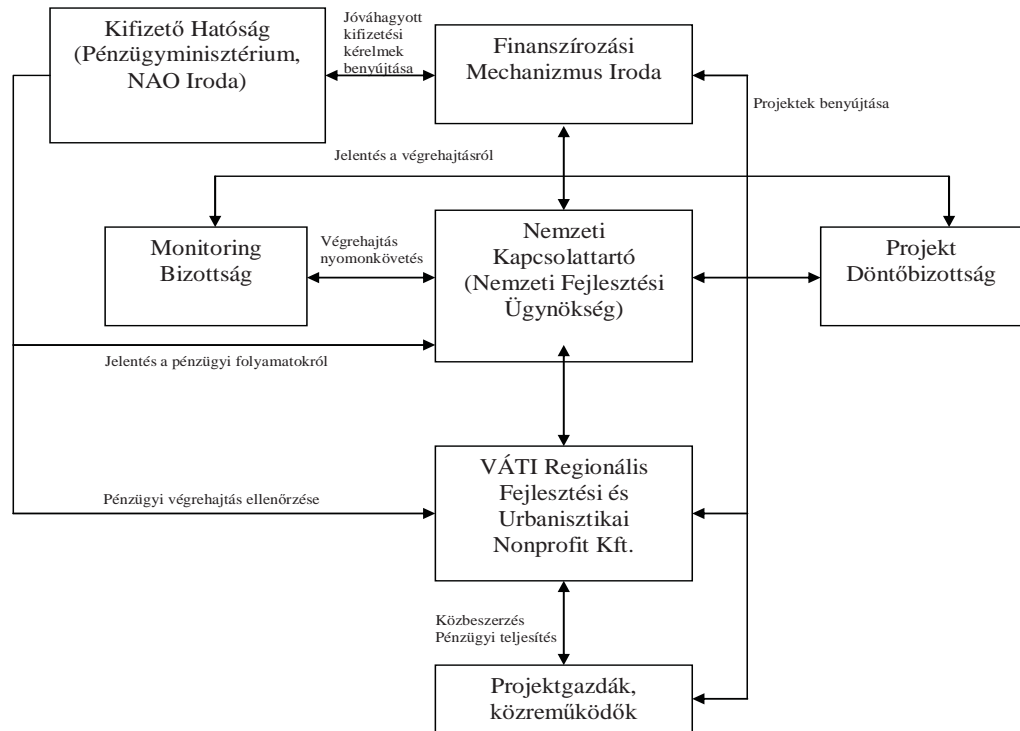 Kifizető Hatóság
(Pénzügyminisztérium,
NAO Iroda)
Jóváhagyott
kifizetési
kérelmek
benyújtása
Finanszírozási
Mechanizmus Iroda
Projektek benyújtása
Jelentés a végrehajtásról
Monitoring
Bizottság
Végrehajtás
nyomonkövetés
Nemzeti
Kapcsolattartó
(Nemzeti Fejlesztési
Ügynökség)
Projekt
Döntőbizottság
Jelentés a pénzügyi folyamatokról
Pénzügyi végrehajtás ellenőrzése
VÁTI Regionális
Fejlesztési és
Urbanisztikai
Nonprofit Kft.
Közbeszerzés
Pénzügyi teljesítés
Projektgazdák,
közreműködők